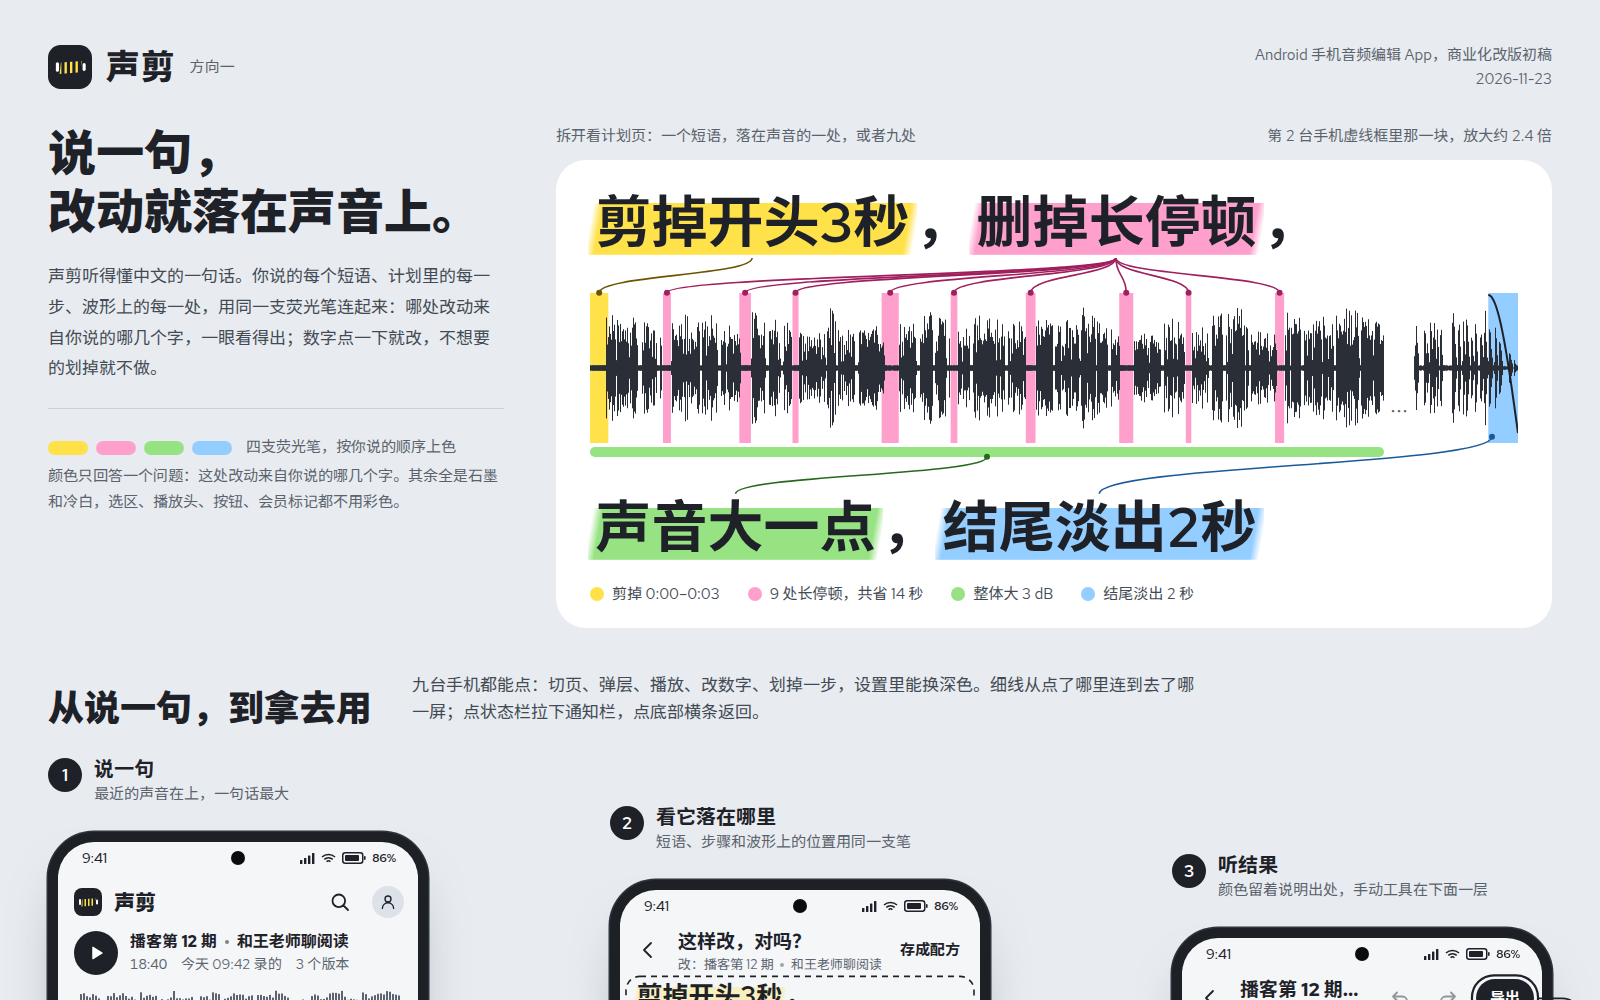 声剪 方向一
Android 手机音频编辑 App，商业化改版初稿
2026-11-23
说一句，
改动就落在声音上。
声剪听得懂中文的一句话。你说的每个短语、计划里的每一
步、波形上的每一处，用同一支荧光笔连起来：哪处改动来
自你说的哪几个字，一眼看得出；数字点一下就改，不想要
的划掉就不做。
四支荧光笔，按你说的顺序上色
颜色只回答一个问题：这处改动来自你说的哪几个字。其余全是石墨
和冷白，选区、播放头、按钮、会员标记都不用彩色。
拆开看计划页：一个短语，落在声音的一处，或者九处
第 2 台手机虚线框里那一块，放大约 2.4 倍
剪掉开头3秒，删掉长停顿，
…
声音大一点，结尾淡出2秒
剪掉 0:00–0:03
9 处长停顿，共省 14 秒
整体大 3 dB
结尾淡出 2 秒
从说一句，到拿去用
九台手机都能点：切页、弹层、播放、改数字、划掉一步，设置里能换深色。细线从点了哪里连到去了哪
一屏；点状态栏拉下通知栏，点底部横条返回。
1 说一句
最近的声音在上，一句话最大
9:41 86%
声剪
播客第 12 期 • 和王老师聊阅读
18:40 今天 09:42 录的 3 个版本
2 看它落在哪里
短语、步骤和波形上的位置用同一支笔
9:41 86%
这样改，对吗？
存成配方
改：播客第 12 期 • 和王老师聊阅读
剪掉开头3秒，
3 听结果
颜色留着说明出处，手动工具在下面一层
9:41 86%
播客第 12 期...
导出